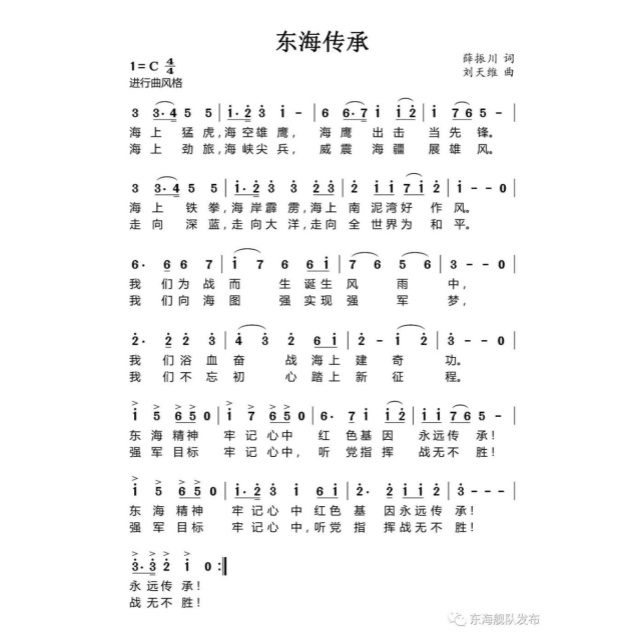 东海传承
薛振川 词
1=C 4/4
刘天维 曲
进行曲风格
3 3·4 5 5 | i·2 3 3 i - | 6 6·7 i i | i 7 6 5 - |
海上 猛虎,海空雄鹰, 海鹰 出击 当先锋。
海上 劲旅,海峡尖兵, 威震 海疆 展雄风。
3 3·4 5 5 | i·2 3 3 2 3 | 2 i i 7 i 2 | i - - 0 |
海上 铁拳,海岸霹雳,海上 南泥湾好 作风。
走向 深蓝,走向大洋,走向 全世界为 和平。
6· 6 6 7 | i 7 6 6 i | 7 6 5 6 | 3 - - 0 |
我 们为战而 生诞生风 雨 中,
我 们向海图 强实现强 军 梦,
2· 2 2 3 | 4 3 2 6 i | 2 - i 2 | 3 - - 0 |
我 们浴血奋 战海上建 奇 功。
我 们不忘初 心踏上新 征 程。
i 5 6 5 0 | i 7 6 5 0 | 6· 7 i i 2 | i i 7 6 5 - |
东海精神 牢记心中 红色基因 永远传承!
强军目标 牢记心中, 听党指挥 战无不胜!
i 5 6 5 0 | i· 2 3 6 i | 2· 2 2 3 2 | i - - 0 |
东海精神 牢记心中红色基 因永远传承!
强军目标 牢记心中,听党指 挥战无不胜!
3·3 2 i 0 :‖
永远传承!
战无不胜!
东海舰队发布